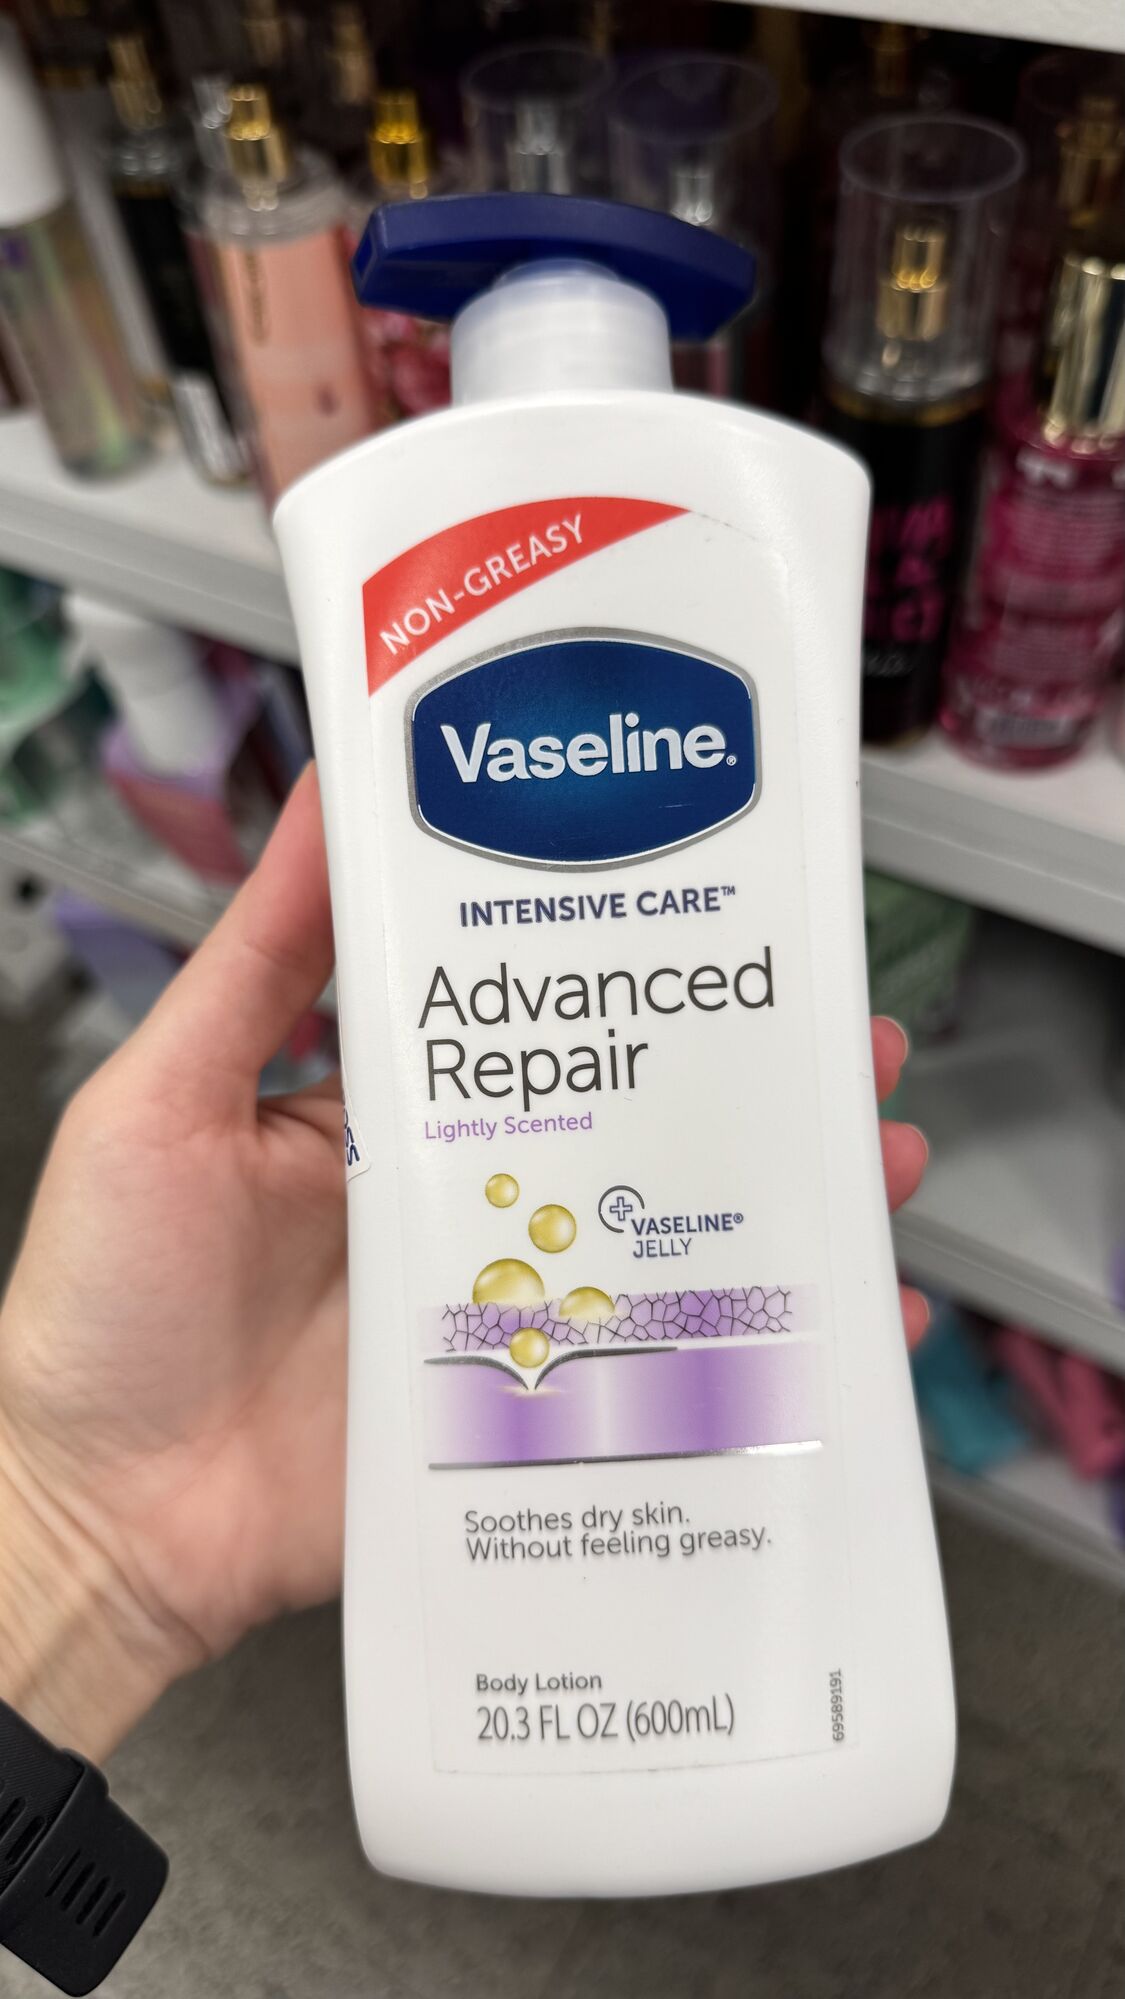 NON-GREASY
Vaseline®
INTENSIVE CARE™
Advanced
Repair
Lightly Scented
VASELINE®
JELLY
Soothes dry skin.
Without feeling greasy.
Body Lotion
20.3 FL OZ (600mL)
69589191